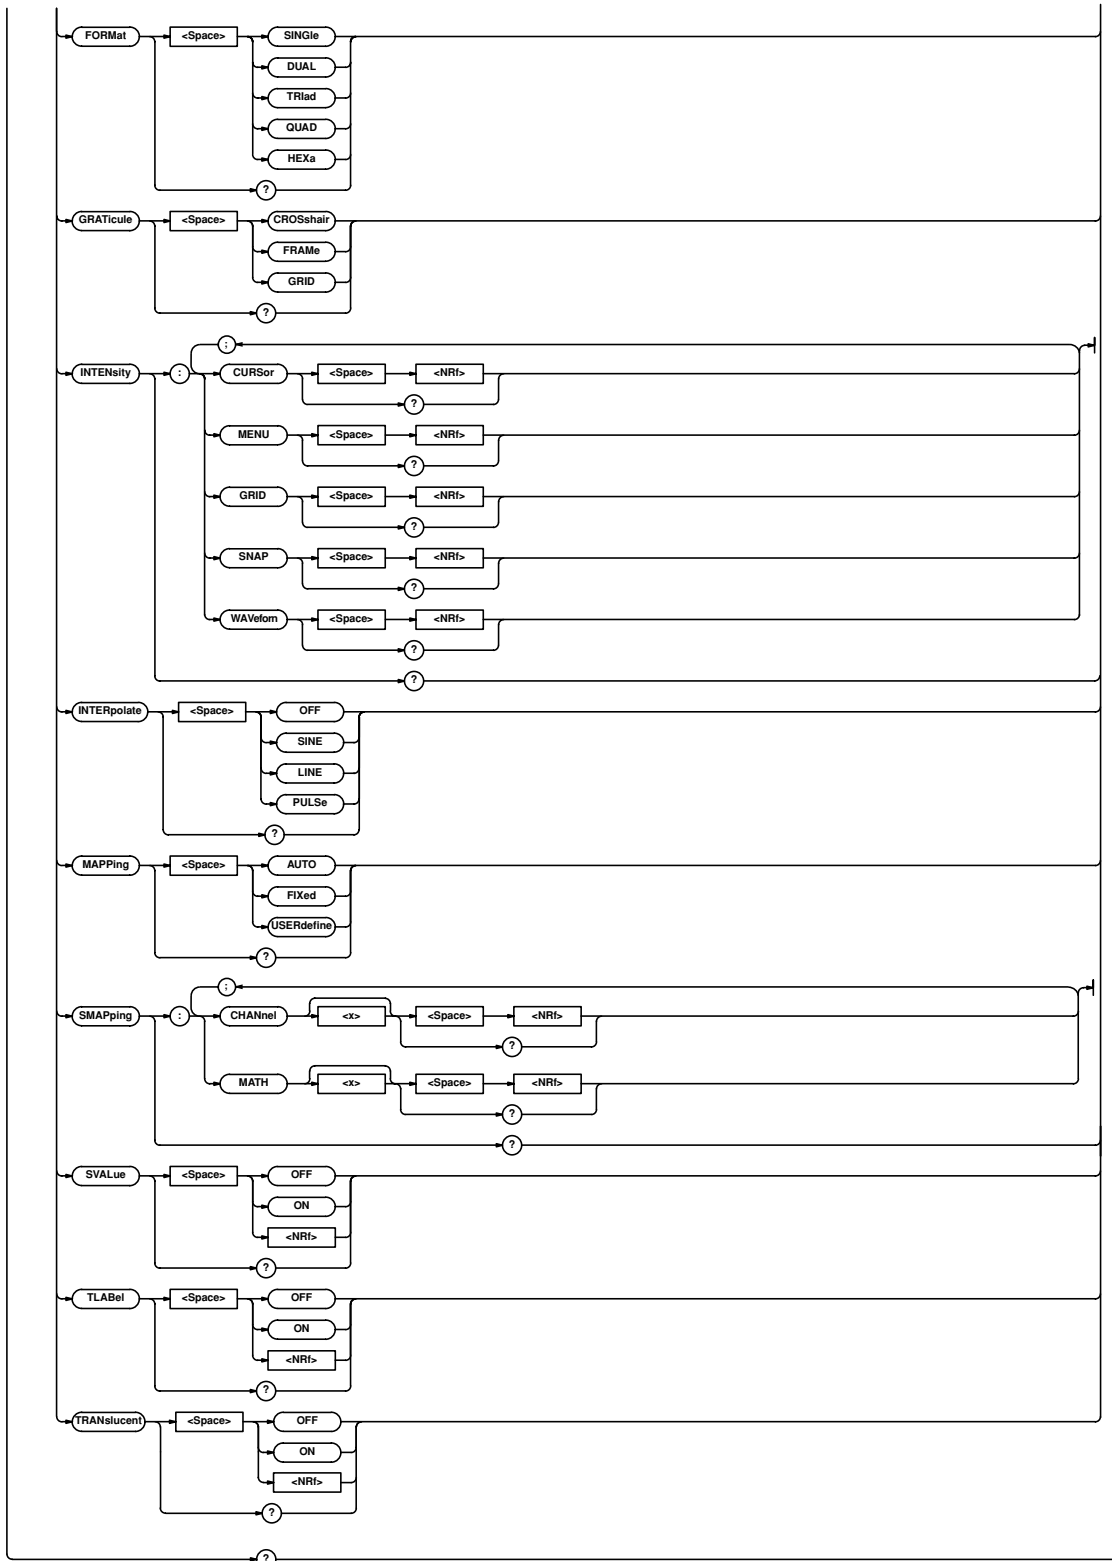 FORMat <Space> SINGle
DUAL
TRIad
QUAD
HEXa
?
GRATicule <Space> CROSshair
FRAMe
GRID
?
;
INTENsity : CURSor <Space> <NRf>
?
MENU <Space> <NRf>
?
GRID <Space> <NRf>
?
SNAP <Space> <NRf>
?
WAVeforn <Space> <NRf>
?
?
INTERpolate <Space> OFF
SINE
LINE
PULSe
?
MAPPing <Space> AUTO
FIXed
USERdefine
?
;
SMAPping : CHANnel <x> <Space> <NRf>
?
MATH <x> <Space> <NRf>
?
?
SVALue <Space> OFF
ON
<NRf>
?
TLABel <Space> OFF
ON
<NRf>
?
TRANslucent <Space> OFF
ON
<NRf>
?
?